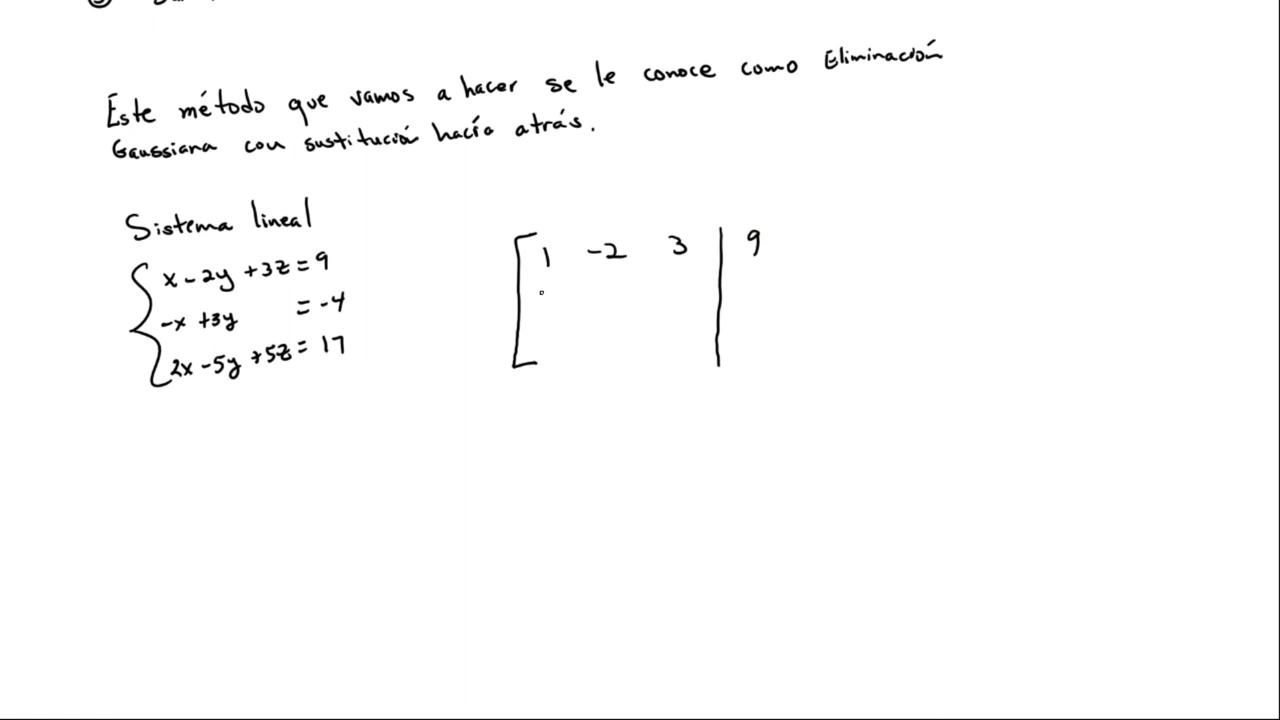 Este método que vamos a hacer se le conoce como Eliminación
Gaussiana con sustitución hacía atrás.
Sistema lineal
x - 2y + 3z = 9
-x + 3y = -4
2x - 5y + 5z = 17
1 -2 3 | 9